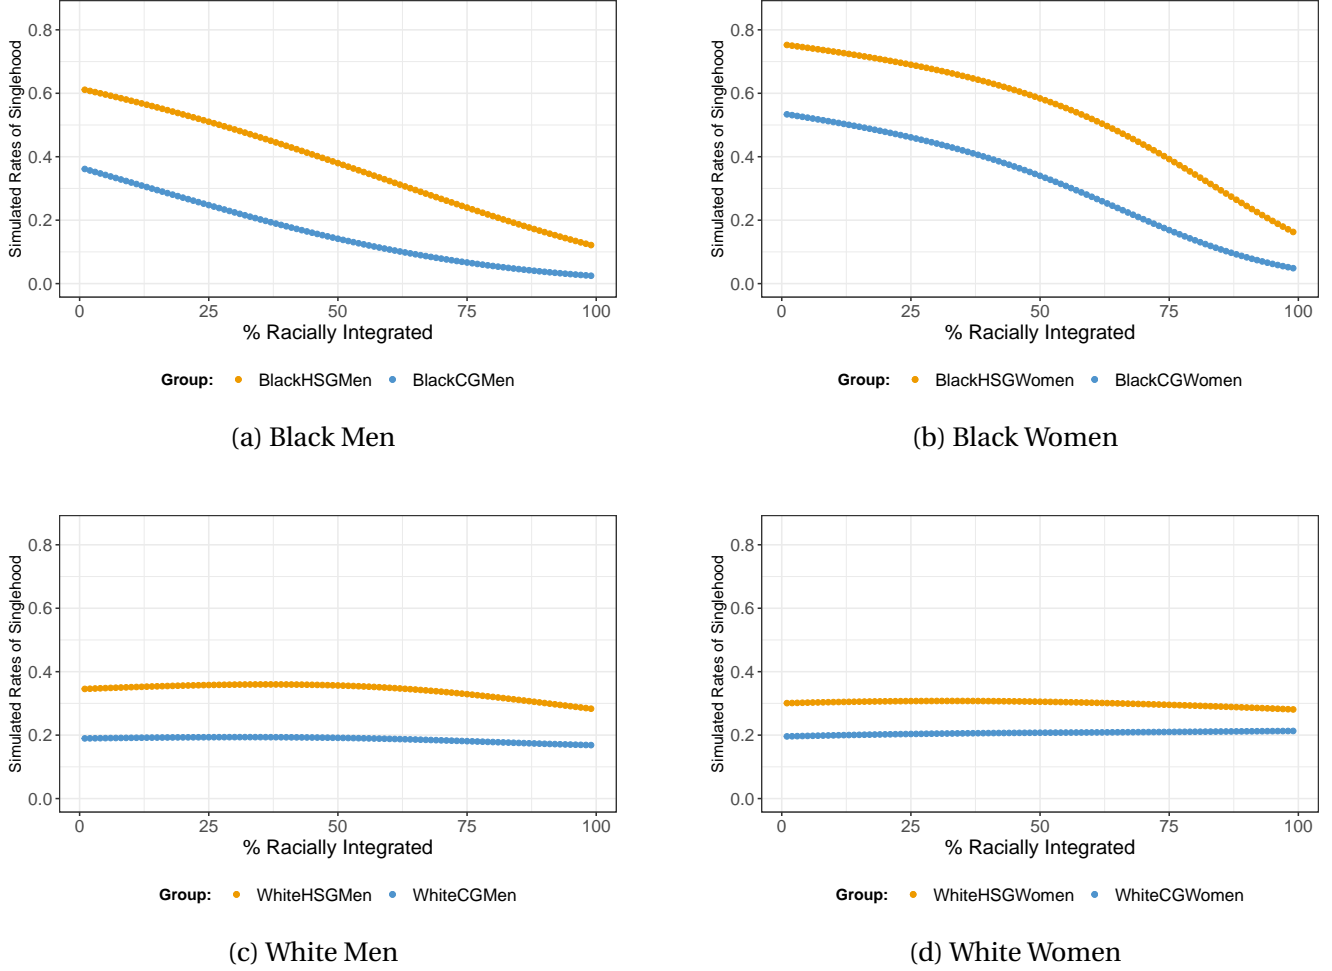 Simulated Rates of Singlehood
0.8
0.6
0.4
0.2
0.0
0 25 50 75 100
% Racially Integrated
Group: BlackHSGMen BlackCGMen
(a) Black Men
Simulated Rates of Singlehood
0.8
0.6
0.4
0.2
0.0
0 25 50 75 100
% Racially Integrated
Group: BlackHSGWomen BlackCGWomen
(b) Black Women
Simulated Rates of Singlehood
0.8
0.6
0.4
0.2
0.0
0 25 50 75 100
% Racially Integrated
Group: WhiteHSGMen WhiteCGMen
(c) White Men
Simulated Rates of Singlehood
0.8
0.6
0.4
0.2
0.0
0 25 50 75 100
% Racially Integrated
Group: WhiteHSGWomen WhiteCGWomen
(d) White Women